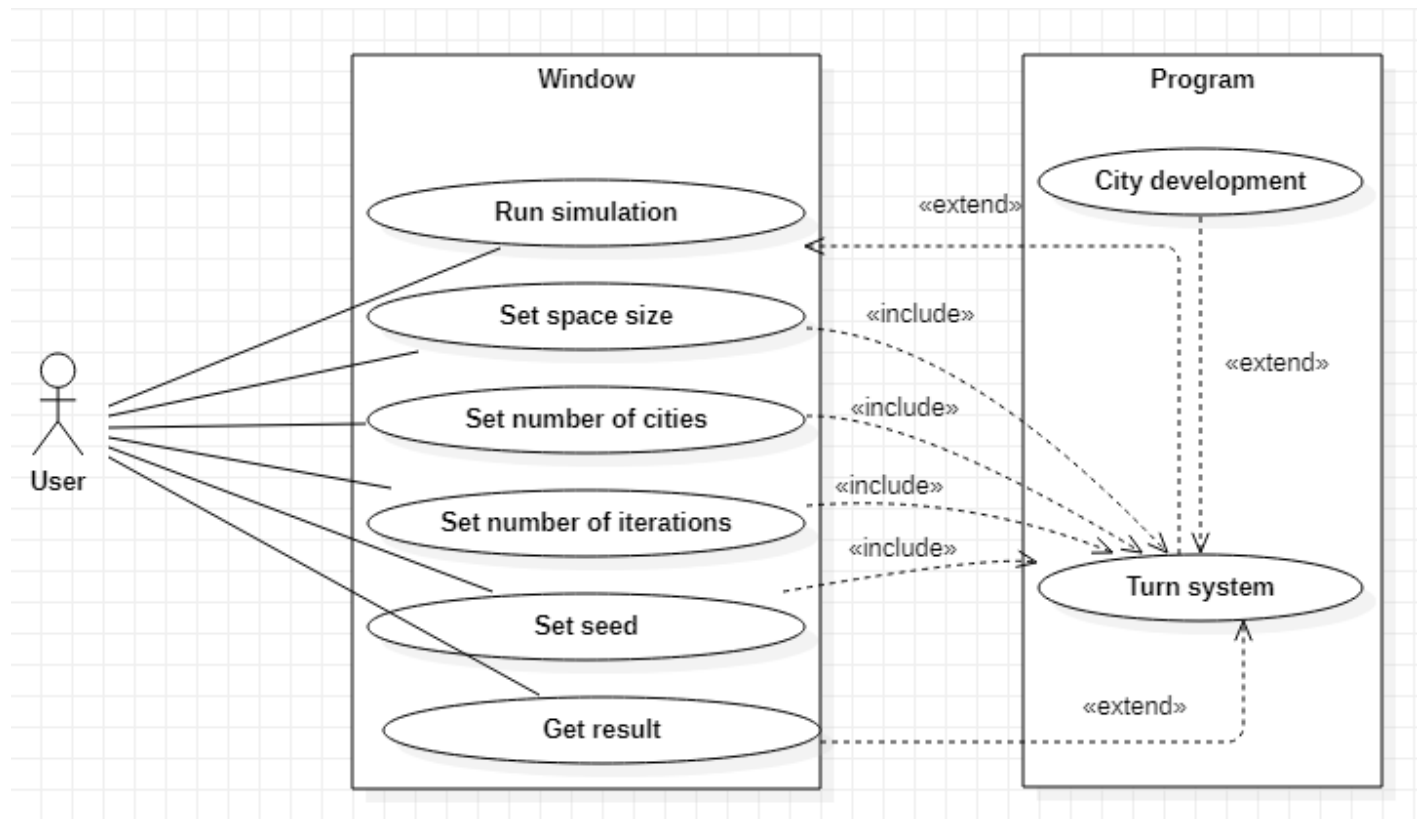 Window
Program
City development
Run simulation
«extend»
Set space size
«include»
«extend»
Set number of cities
«include»
User
Set number of iterations
«include»
«include»
Turn system
Set seed
Get result
«extend»